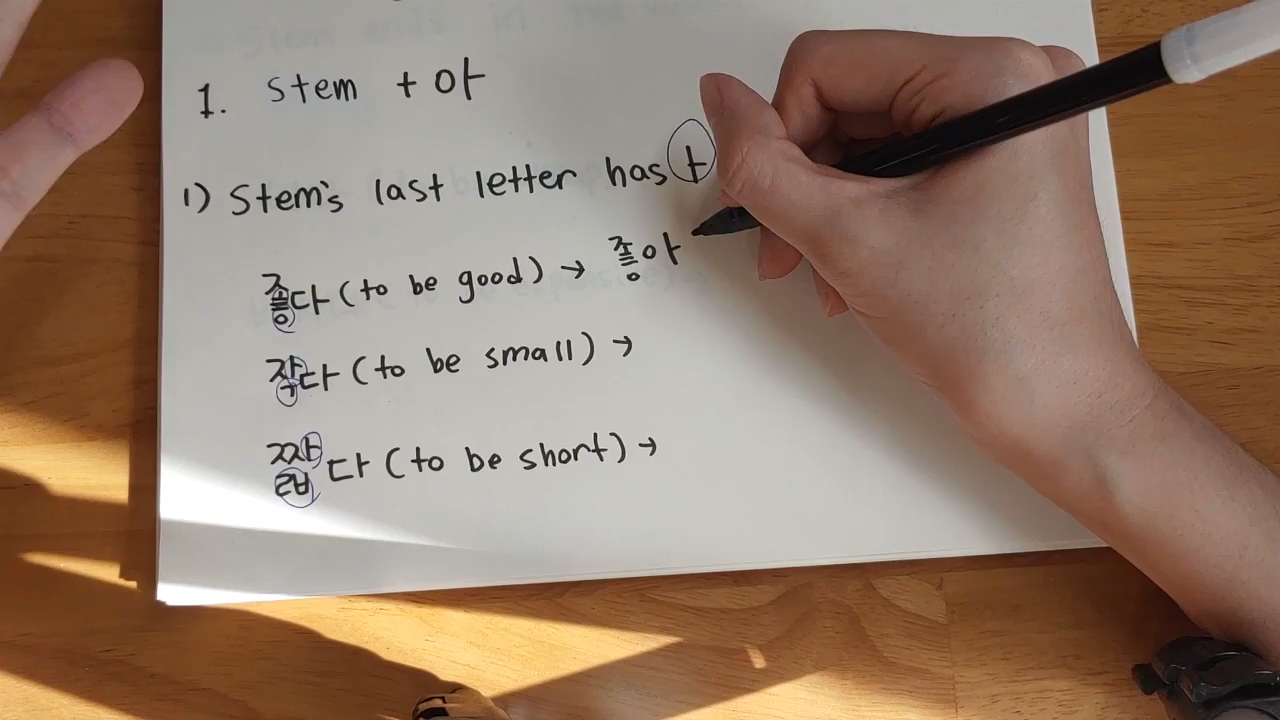 1. Stem + 아
1) Stem's last letter has ㅏ
좋다 (to be good) → 좋아
작다 (to be small) →
짧다 (to be short) →